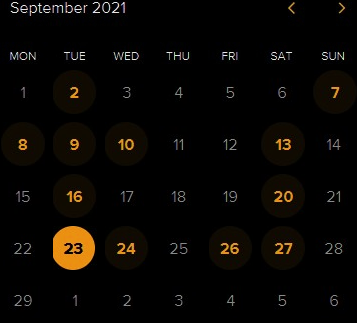 September 2021
MON TUE WED THU FRI SAT SUN
1 2 3 4 5 6 7
8 9 10 11 12 13 14
15 16 17 18 19 20 21
22 23 24 25 26 27 28
29 1 2 3 4 5 6